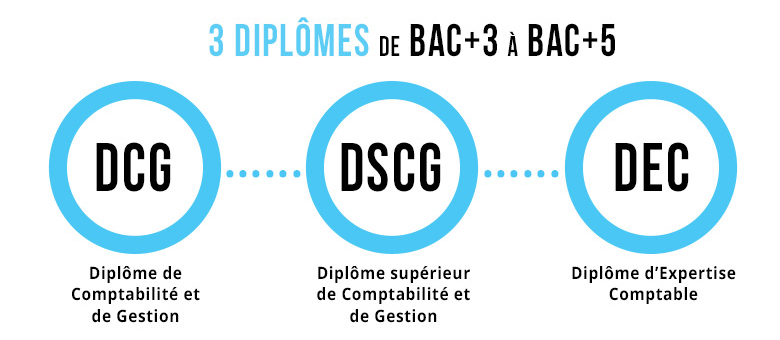 3 DIPLÔMES DE BAC+3 À BAC+5
DCG
DSCG
DEC
Diplôme de
Comptabilité et
de Gestion
Diplôme supérieur
de Comptabilité et
de Gestion
Diplôme d’Expertise
Comptable